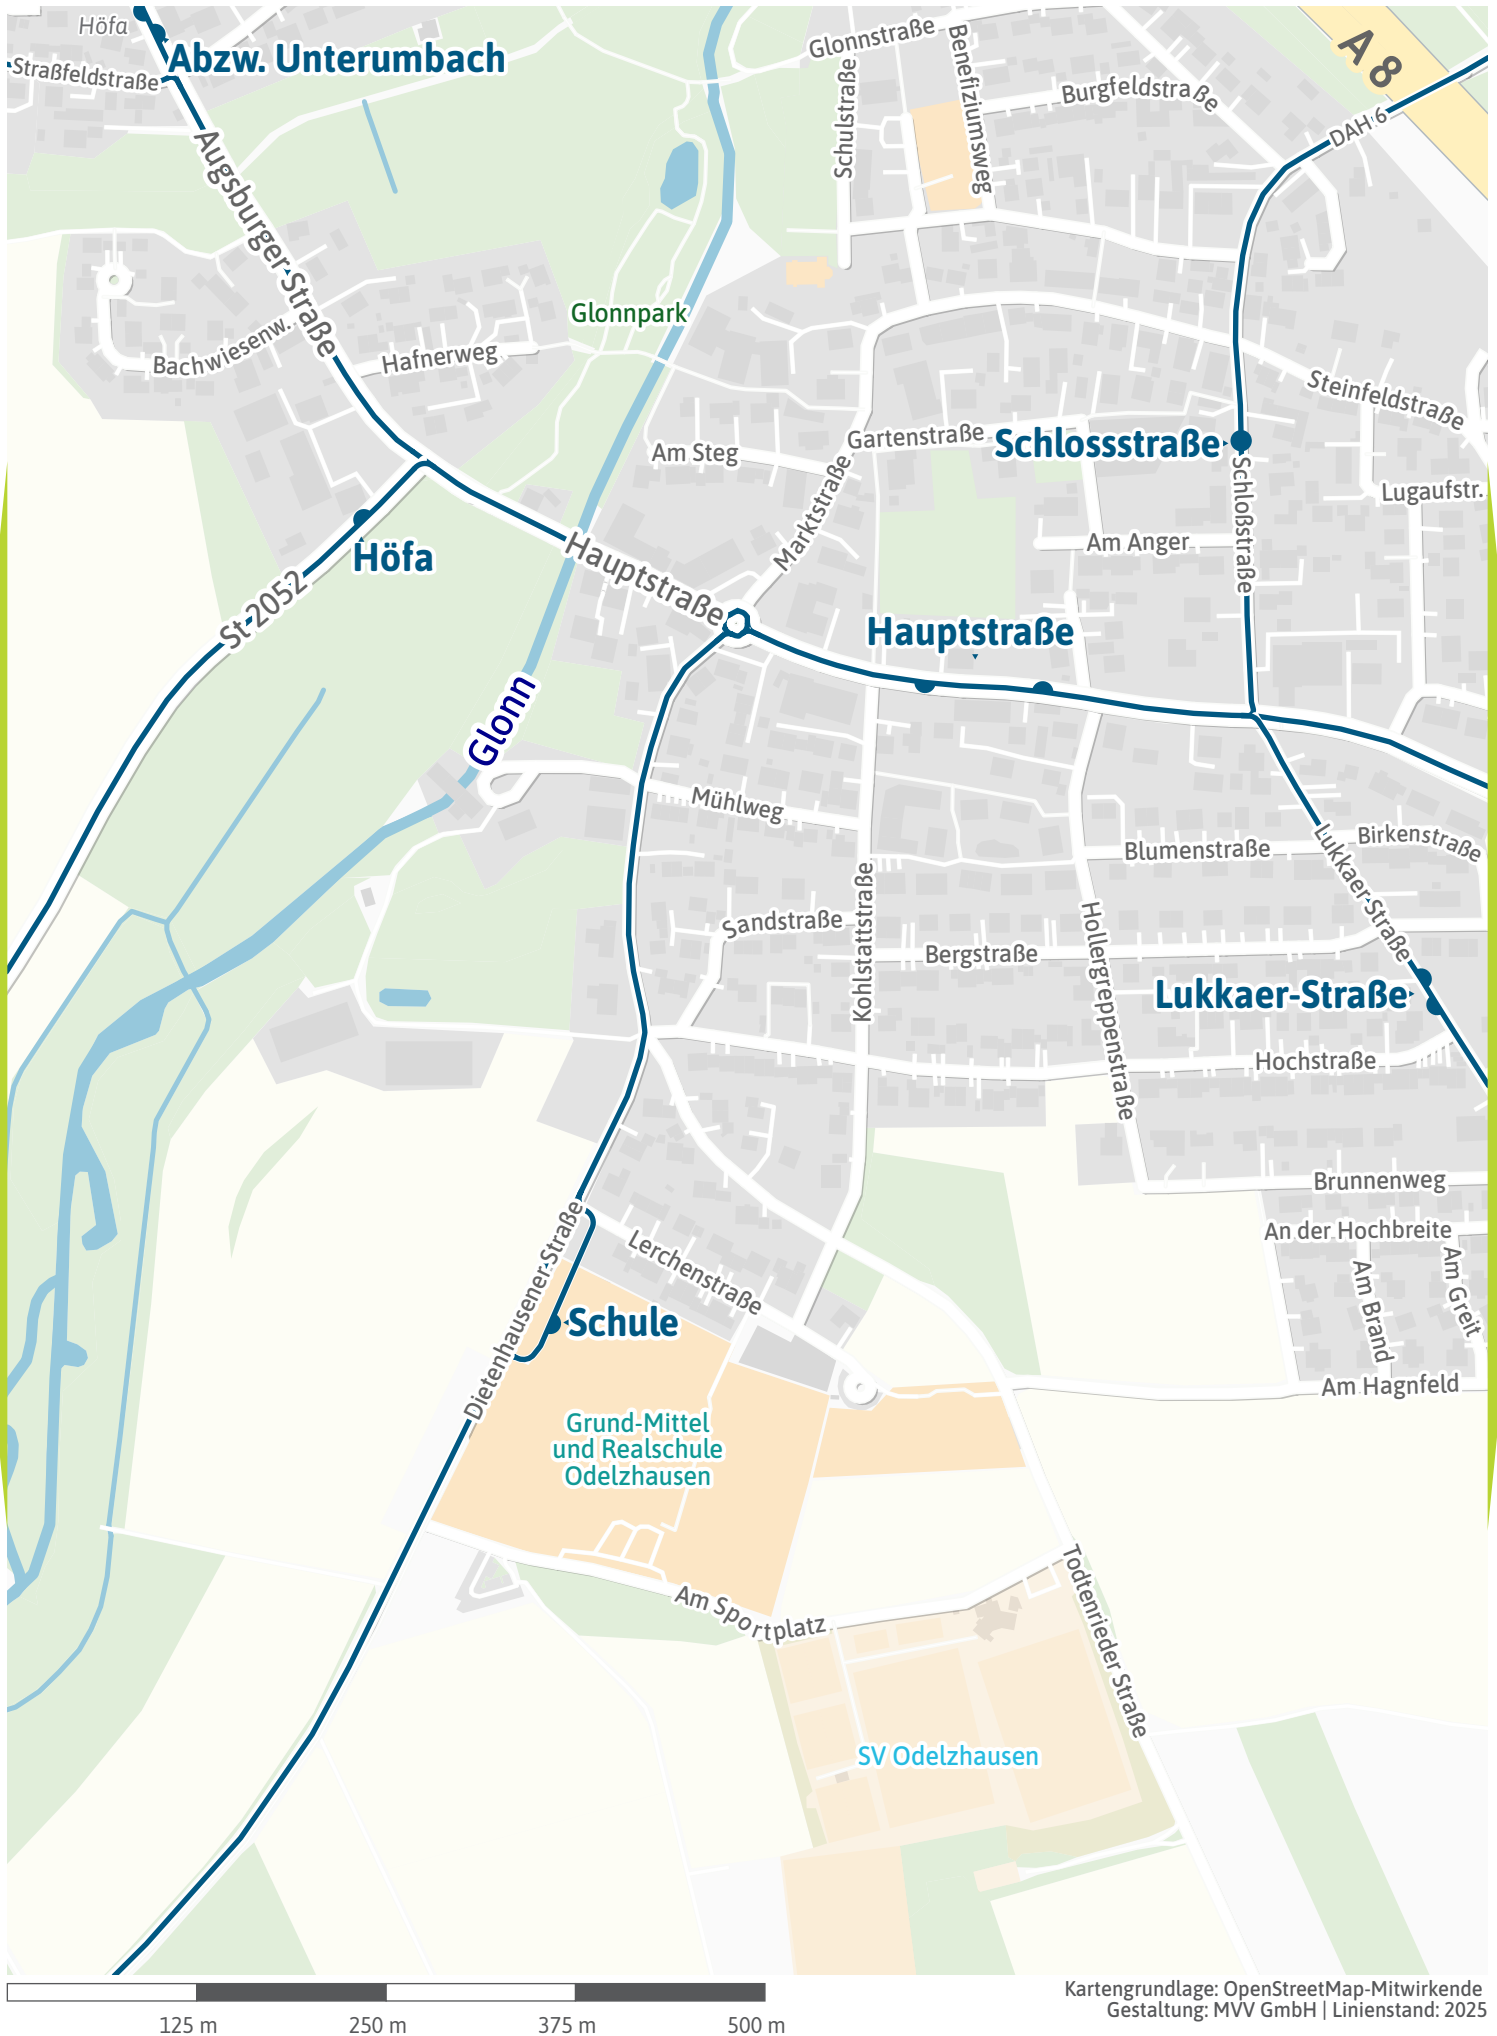 Höfa
Abzw. Unterumbach
Straßfeldstraße
Augsburger Straße
Glonnstraße
Benefiziumsweg
Schulstraße
Burgfeldstraße
A 8
DAH 6
Glonnpark
Bachwiesenw.
Hafnerweg
Steinfeldstraße
Am Steg
Gartenstraße
Schlossstraße
Marktstraße
Schloßstraße
Lugaufstr.
Höfa
Hauptstraße
Am Anger
St 2052
Hauptstraße
Glonn
Mühlweg
Blumenstraße
Birkenstraße
Lukkaer-Straße
Sandstraße
Kohlstattstraße
Bergstraße
Hollergreppenstraße
Lukkaer-Straße
Hochstraße
Brunnenweg
An der Hochbreite
Am Brand
Am Greit
Am Hagnfeld
Lerchenstraße
Dietenhausener Straße
Schule
Grund-Mittel
und Realschule
Odelzhausen
Am Sportplatz
Todtenrieder Straße
SV Odelzhausen
125 m
250 m
375 m
500 m
Kartengrundlage: OpenStreetMap-Mitwirkende
Gestaltung: MVV GmbH | Linienstand: 2025